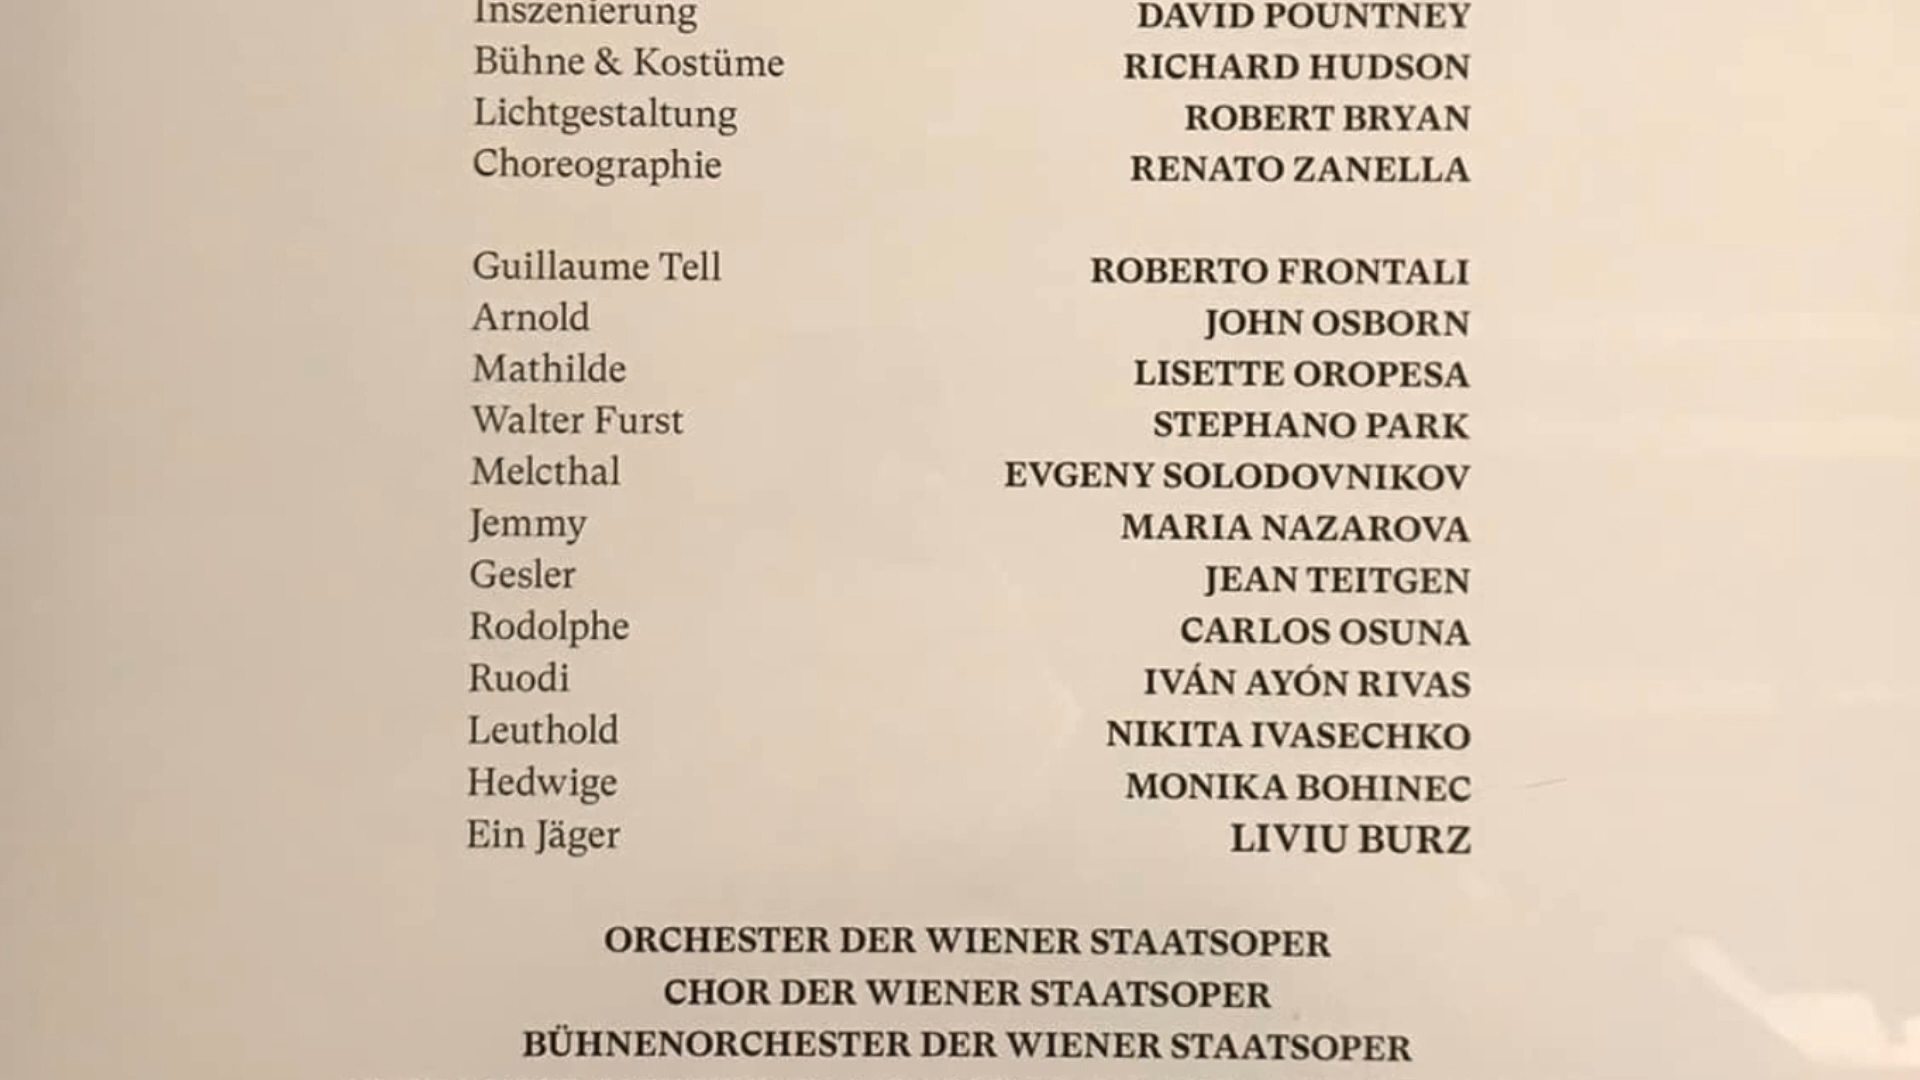 Inszenierung DAVID POUNTNEY
Bühne & Kostüme RICHARD HUDSON
Lichtgestaltung ROBERT BRYAN
Choreographie RENATO ZANELLA
Guillaume Tell ROBERTO FRONTALI
Arnold JOHN OSBORN
Mathilde LISETTE OROPESA
Walter Furst STEPHANO PARK
Melcthal EVGENY SOLODOVNIKOV
Jemmy MARIA NAZAROVA
Gesler JEAN TEITGEN
Rodolphe CARLOS OSUNA
Ruodi IVÁN AYÓN RIVAS
Leuthold NIKITA IVASECHKO
Hedwige MONIKA BOHINEC
Ein Jäger LIVIU BURZ
ORCHESTER DER WIENER STAATSOPER
CHOR DER WIENER STAATSOPER
BÜHNENORCHESTER DER WIENER STAATSOPER